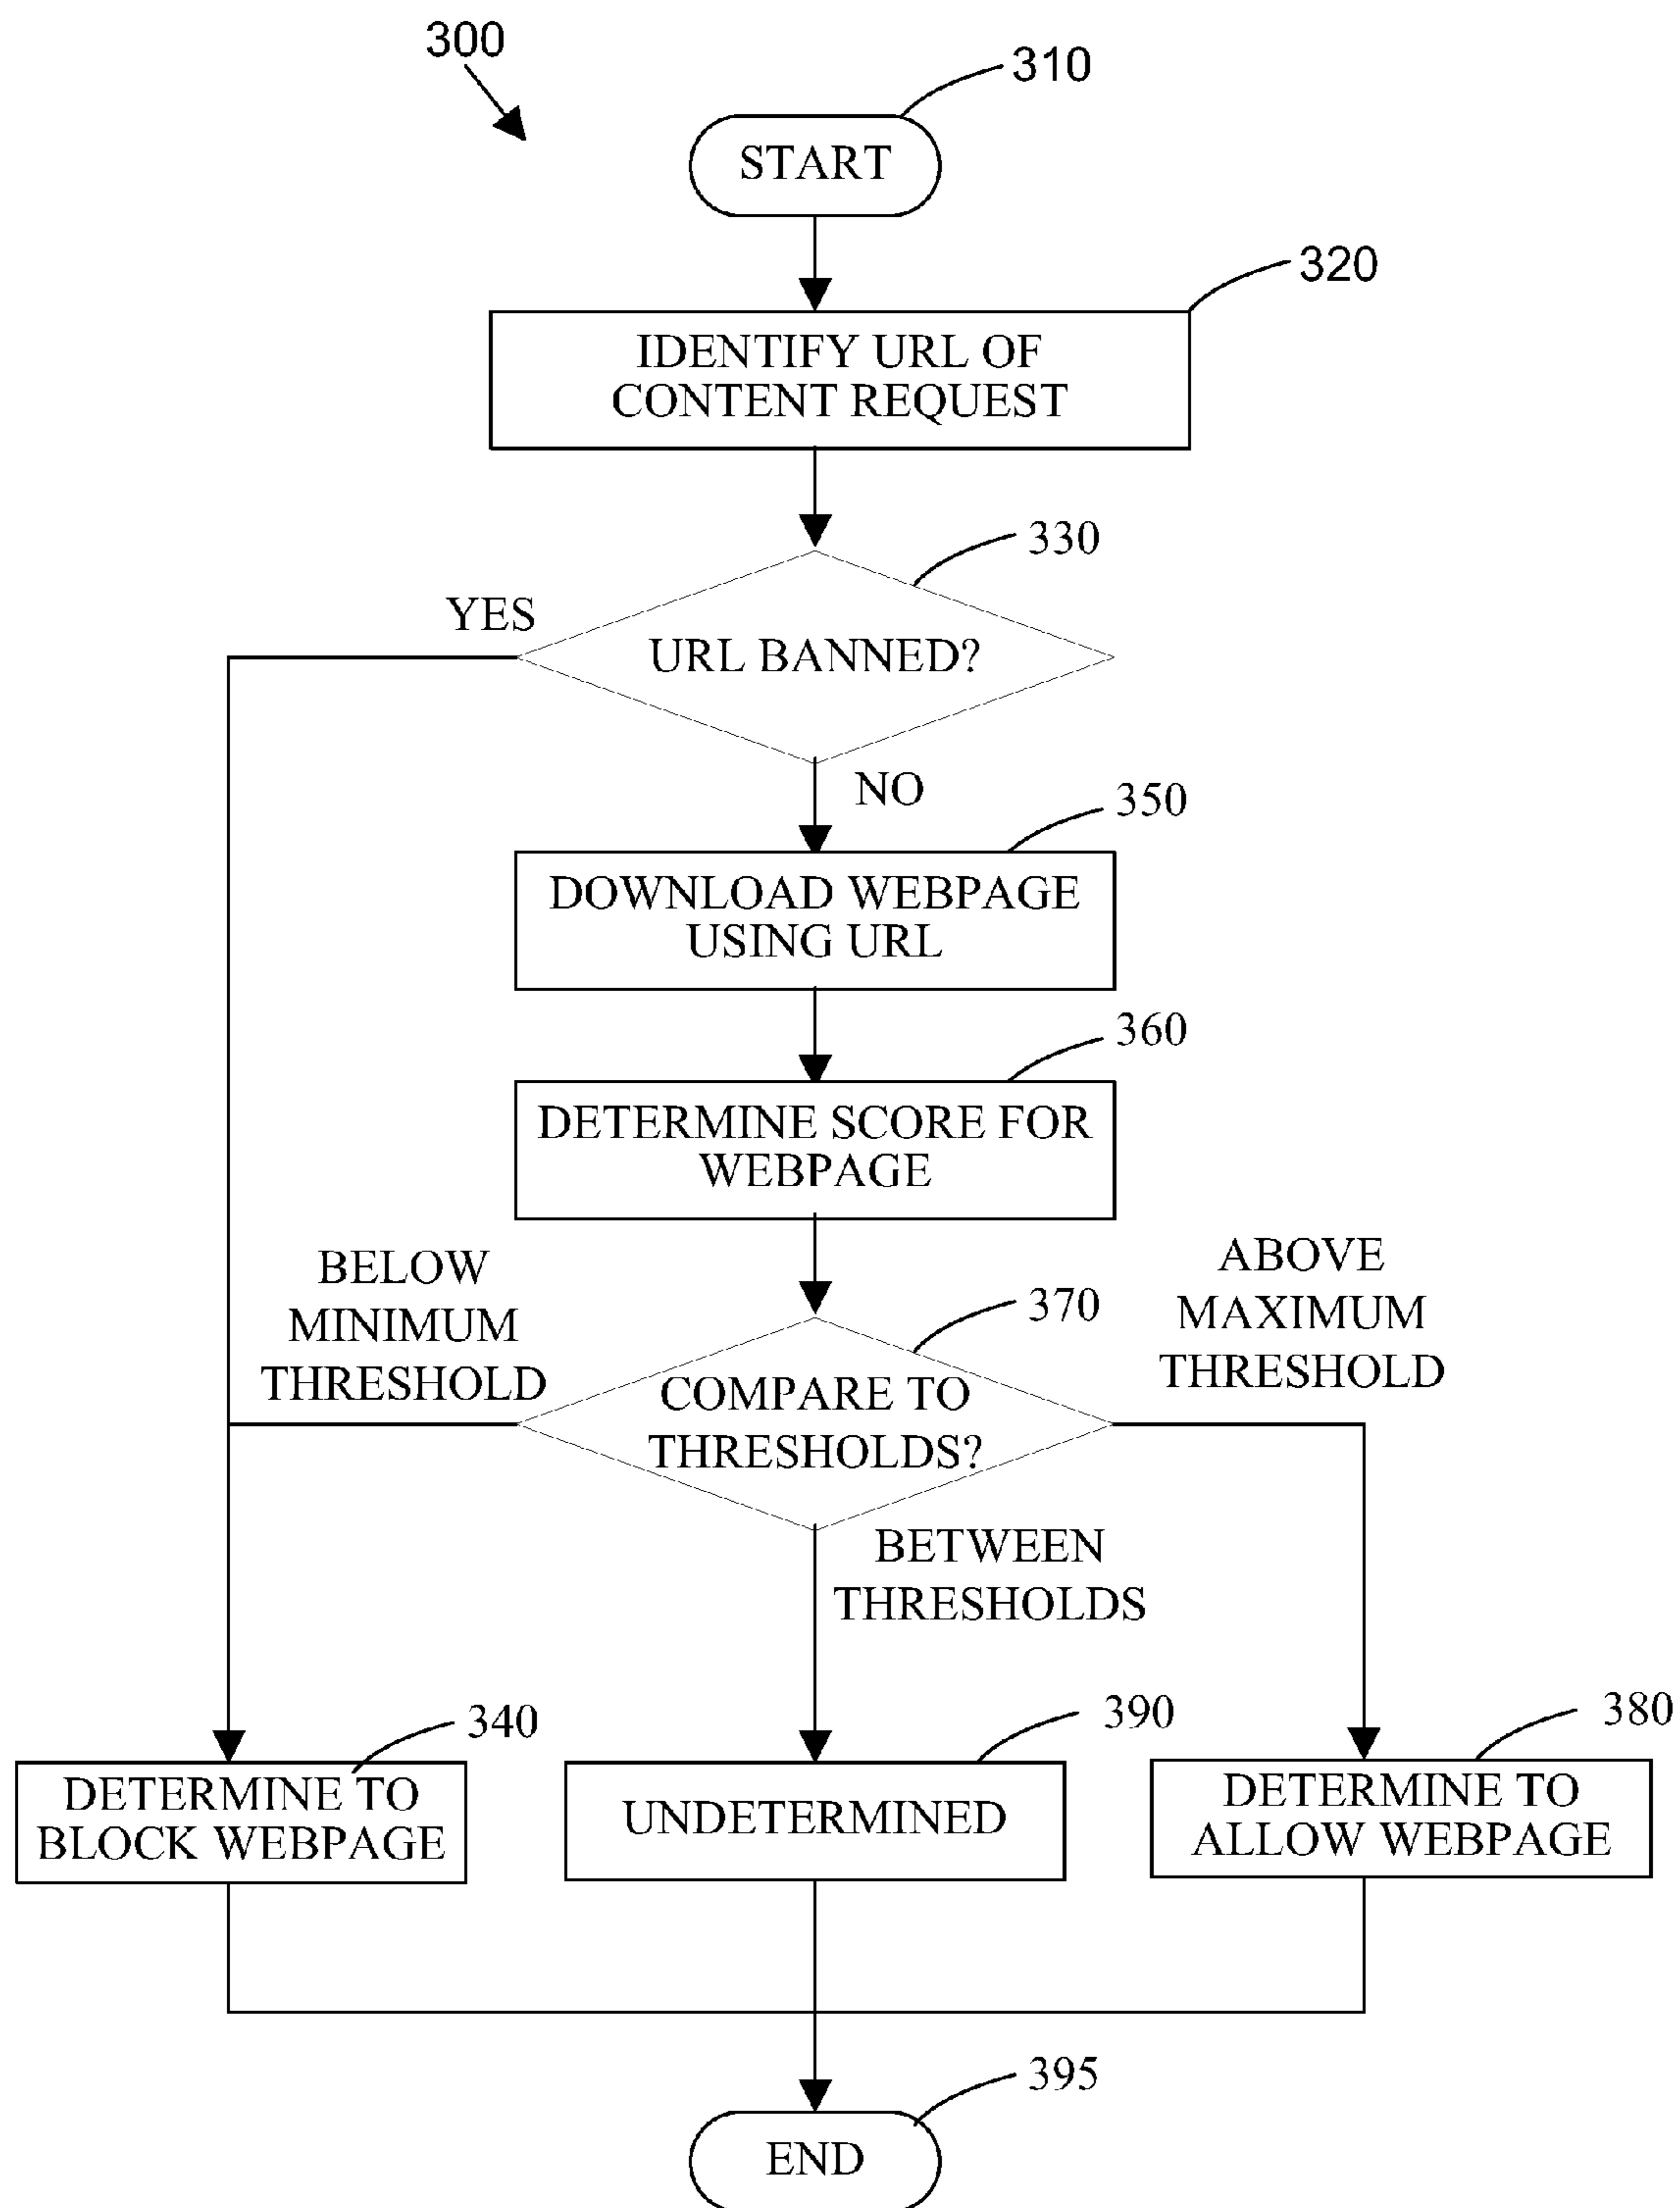 300
310
START
320
IDENTIFY URL OF
CONTENT REQUEST
330
YES
URL BANNED?
NO
350
DOWNLOAD WEBPAGE
USING URL
360
DETERMINE SCORE FOR
WEBPAGE
BELOW
MINIMUM
THRESHOLD
ABOVE
MAXIMUM
THRESHOLD
370
COMPARE TO
THRESHOLDS?
BETWEEN
THRESHOLDS
340
DETERMINE TO
BLOCK WEBPAGE
390
UNDETERMINED
380
DETERMINE TO
ALLOW WEBPAGE
395
END